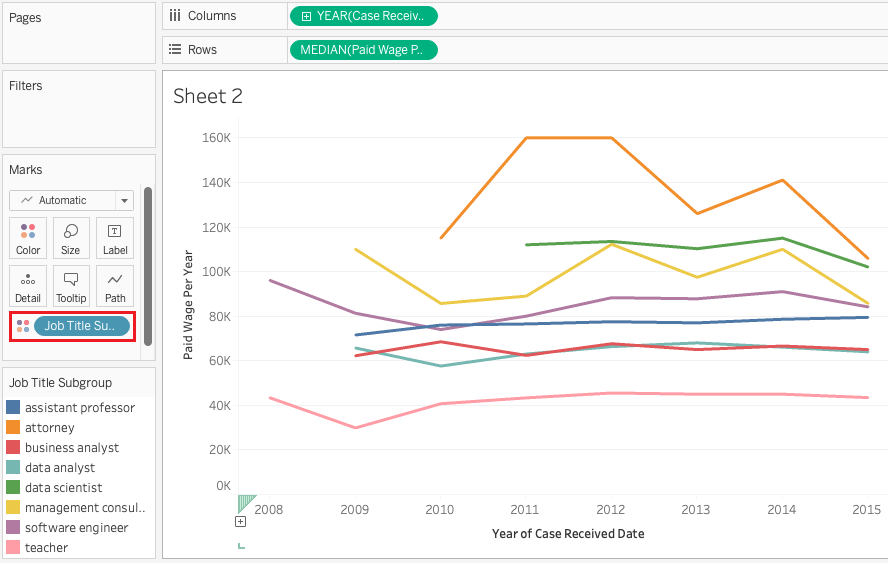 Pages
Columns
YEAR(Case Receiv..
Rows
MEDIAN(Paid Wage P..
Filters
Marks
Automatic
Color
Size
Label
Detail
Tooltip
Path
Job Title Su..
Job Title Subgroup
assistant professor
attorney
business analyst
data analyst
data scientist
management consul..
software engineer
teacher
Sheet 2
Paid Wage Per Year
160K
140K
120K
100K
80K
60K
40K
20K
0K
2008 2009 2010 2011 2012 2013 2014 2015
Year of Case Received Date